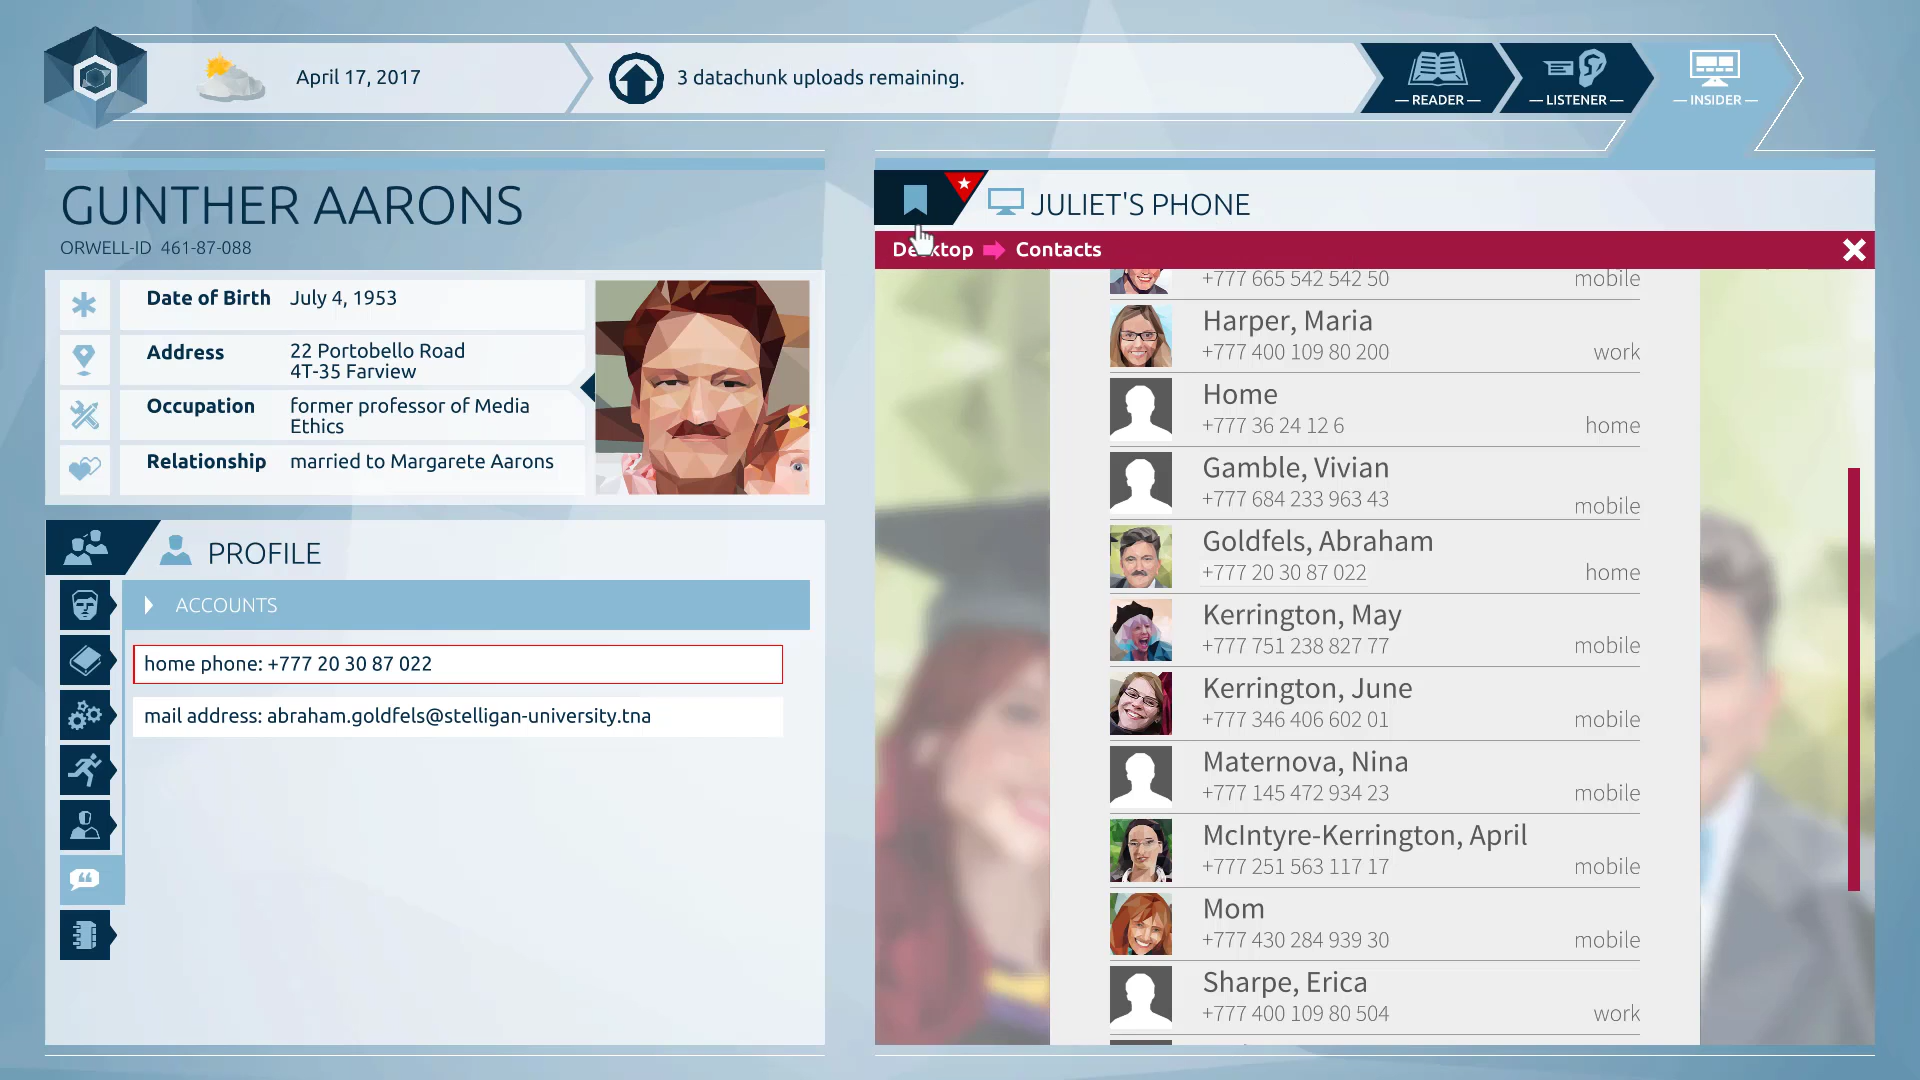 April 17, 2017
3 datachunk uploads remaining.
READER
LISTENER
INSIDER
GUNTHER AARONS
ORWELL-ID 461-87-088
Date of Birth July 4, 1953
Address 22 Portobello Road
4T-35 Farview
Occupation former professor of Media
Ethics
Relationship married to Margarete Aarons
PROFILE
ACCOUNTS
home phone: +777 20 30 87 022
mail address: abraham.goldfels@stelligan-university.tna
JULIET'S PHONE
Desktop Contacts
+777 665 542 542 50 mobile
Harper, Maria
+777 400 109 80 200 work
Home
+777 36 24 12 6 home
Gamble, Vivian
+777 684 233 963 43 mobile
Goldfels, Abraham
+777 20 30 87 022 home
Kerrington, May
+777 751 238 827 77 mobile
Kerrington, June
+777 346 406 602 01 mobile
Maternova, Nina
+777 145 472 934 23 mobile
McIntyre-Kerrington, April
+777 251 563 117 17 mobile
Mom
+777 430 284 939 30 mobile
Sharpe, Erica
+777 400 109 80 504 work